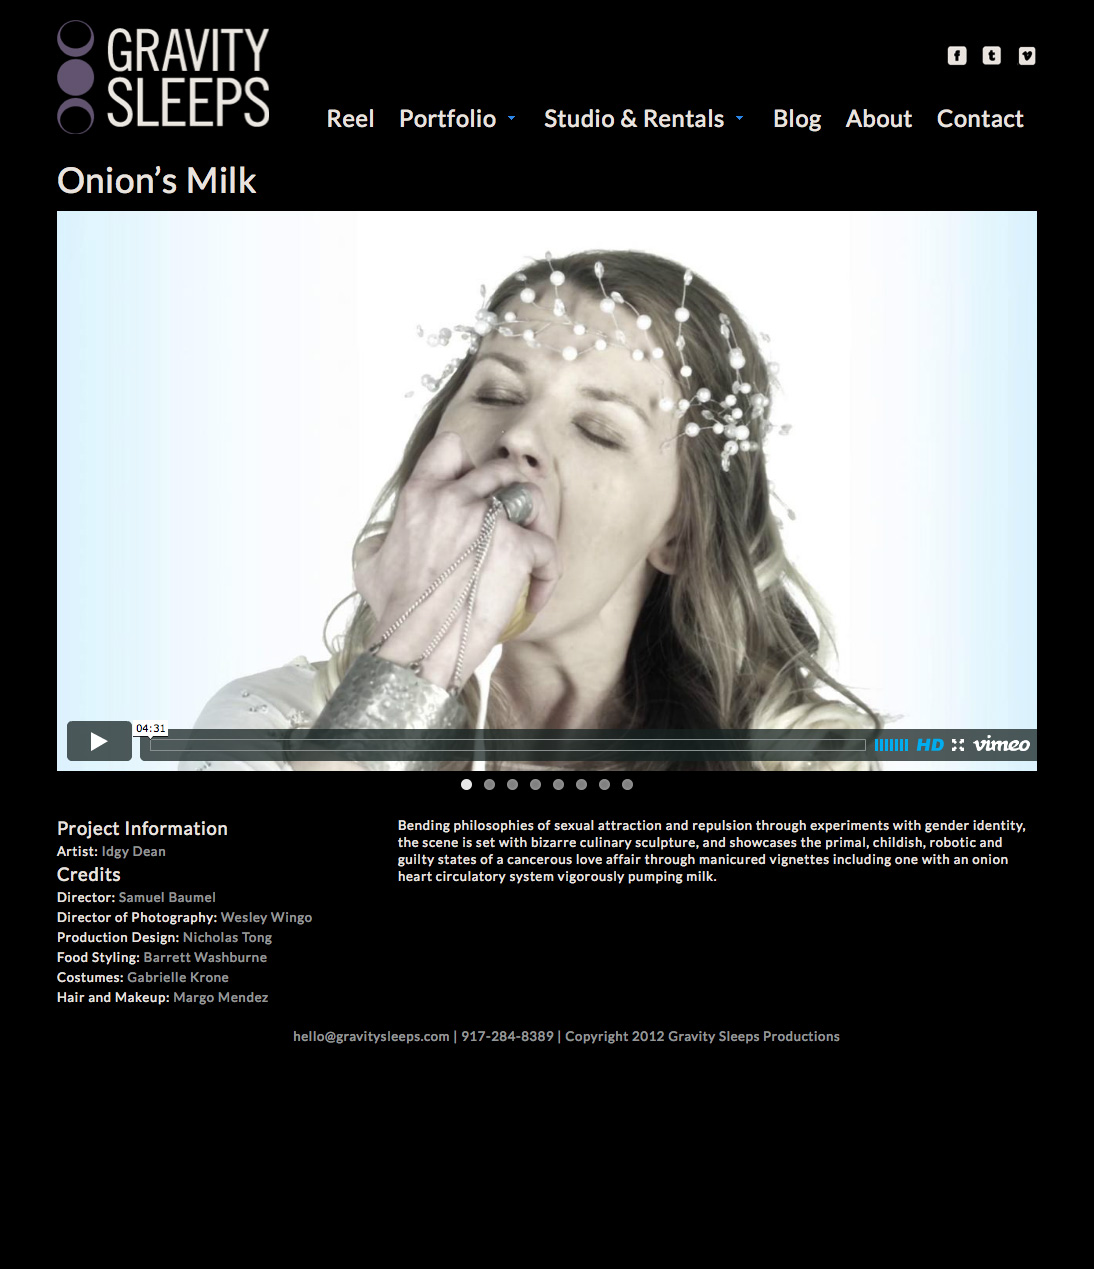 GRAVITY
SLEEPS
f t v
Reel Portfolio Studio & Rentals Blog About Contact
Onion’s Milk
04:31
HD vimeo
Project Information
Artist: Idgy Dean
Credits
Director: Samuel Baumel
Director of Photography: Wesley Wingo
Production Design: Nicholas Tong
Food Styling: Barrett Washburne
Costumes: Gabrielle Krone
Hair and Makeup: Margo Mendez
Bending philosophies of sexual attraction and repulsion through experiments with gender identity,
the scene is set with bizarre culinary sculpture, and showcases the primal, childish, robotic and
guilty states of a cancerous love affair through manicured vignettes including one with an onion
heart circulatory system vigorously pumping milk.
hello@gravitysleeps.com | 917-284-8389 | Copyright 2012 Gravity Sleeps Productions